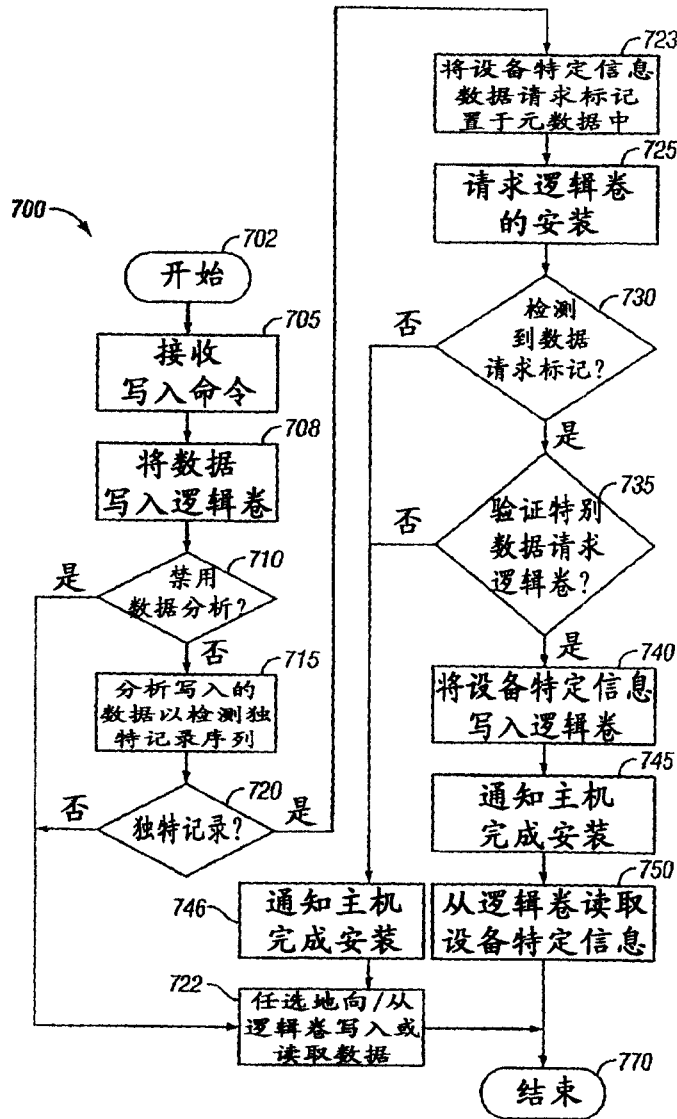 700
702
开始
705
接收
写入命令
708
将数据
写入逻辑卷
710
禁用
数据分析?
是
否
715
分析写入的
数据以检测独
特记录序列
720
独特记录?
否
是
723
将设备特定信息
数据请求标记
置于元数据中
725
请求逻辑卷
的安装
730
检测
到数据
请求标记?
否
是
735
验证特别
数据请求
逻辑卷?
否
是
740
将设备特定信息
写入逻辑卷
745
通知主机
完成安装
750
从逻辑卷读取
设备特定信息
746
通知主机
完成安装
722
任选地向/从
逻辑卷写入或
读取数据
770
结束